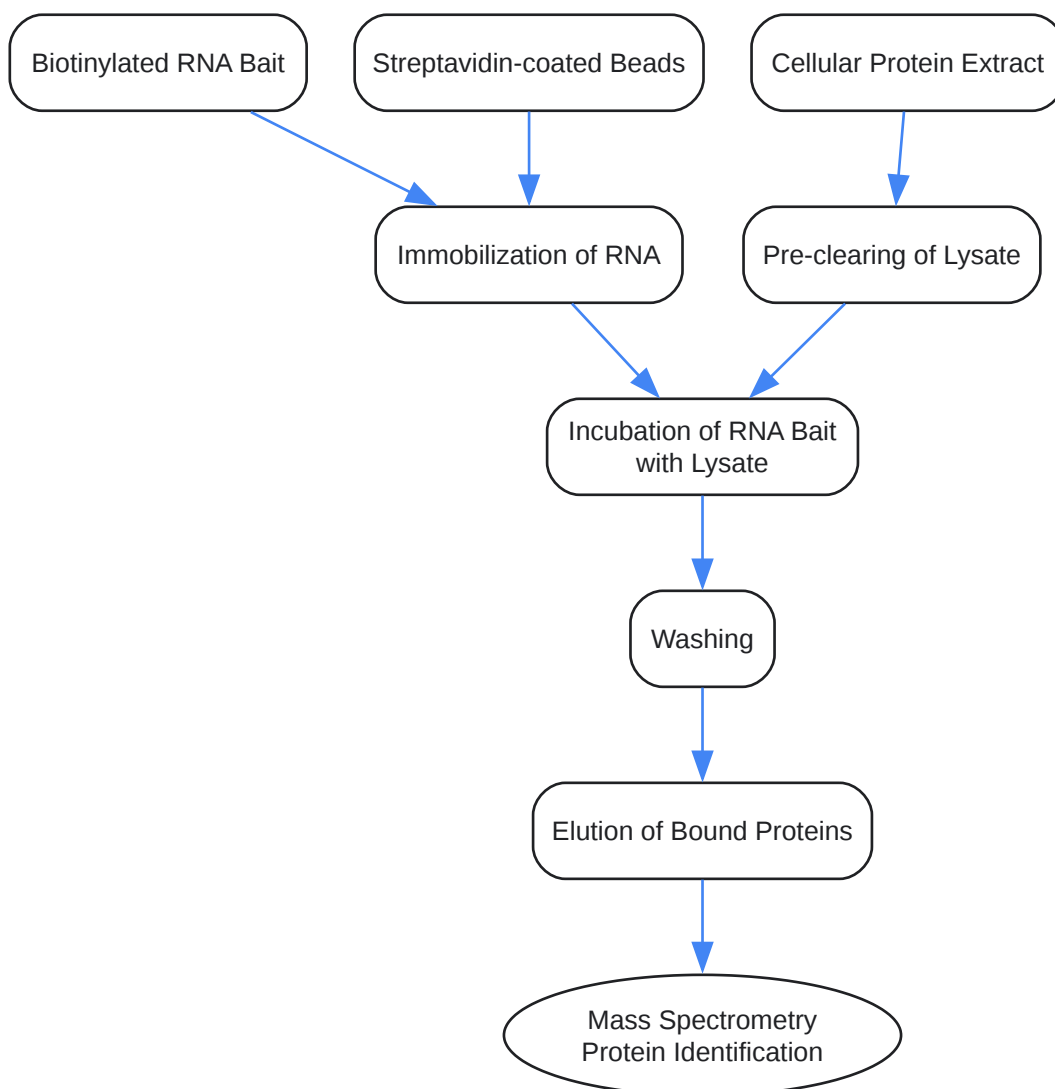 Biotinylated RNA Bait
Streptavidin-coated Beads
Cellular Protein Extract
Immobilization of RNA
Pre-clearing of Lysate
Incubation of RNA Bait
with Lysate
Washing
Elution of Bound Proteins
Mass Spectrometry
Protein Identification